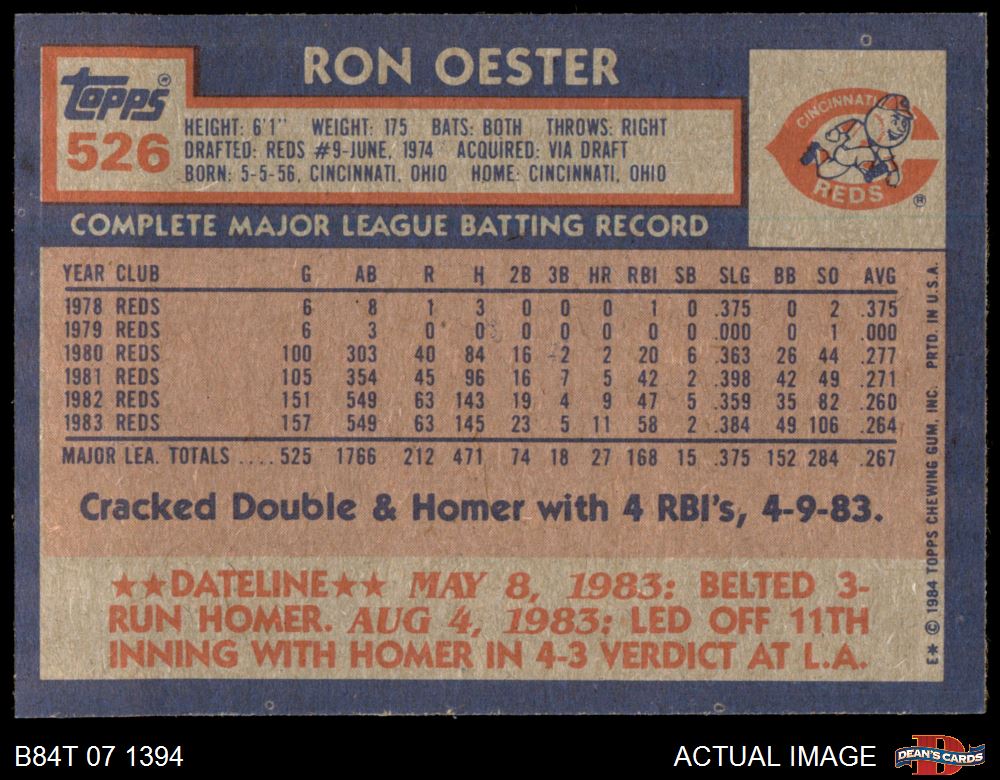 RON OESTER
Topps ®
526
HEIGHT: 6'1" WEIGHT: 175 BATS: BOTH THROWS: RIGHT
DRAFTED: REDS #9-JUNE, 1974 ACQUIRED: VIA DRAFT
BORN: 5-5-56, CINCINNATI, OHIO HOME: CINCINNATI, OHIO
CINCINNATI
REDS
®
COMPLETE MAJOR LEAGUE BATTING RECORD
YEAR CLUB G AB R H 2B 3B HR RBI SB SLG BB SO AVG
1978 REDS 6 8 1 3 0 0 0 1 0 .375 0 2 .375
1979 REDS 6 3 0 0 0 0 0 0 0 .000 0 1 .000
1980 REDS 100 303 40 84 16 2 2 20 6 .363 26 44 .277
1981 REDS 105 354 45 96 16 7 5 42 2 .398 42 49 .271
1982 REDS 151 549 63 143 19 4 9 47 5 .359 35 82 .260
1983 REDS 157 549 63 145 23 5 11 58 2 .384 49 106 .264
MAJOR LEA. TOTALS ....525 1766 212 471 74 18 27 168 15 .375 152 284 .267
Cracked Double & Homer with 4 RBI's, 4-9-83.
★★DATELINE★★ MAY 8, 1983: BELTED 3-
RUN HOMER. AUG 4, 1983: LED OFF 11TH
INNING WITH HOMER IN 4-3 VERDICT AT L.A.
E* © 1984 TOPPS CHEWING GUM, INC. PRTD. IN U.S.A.
B84T 07 1394
ACTUAL IMAGE
DEAN'S CARDS